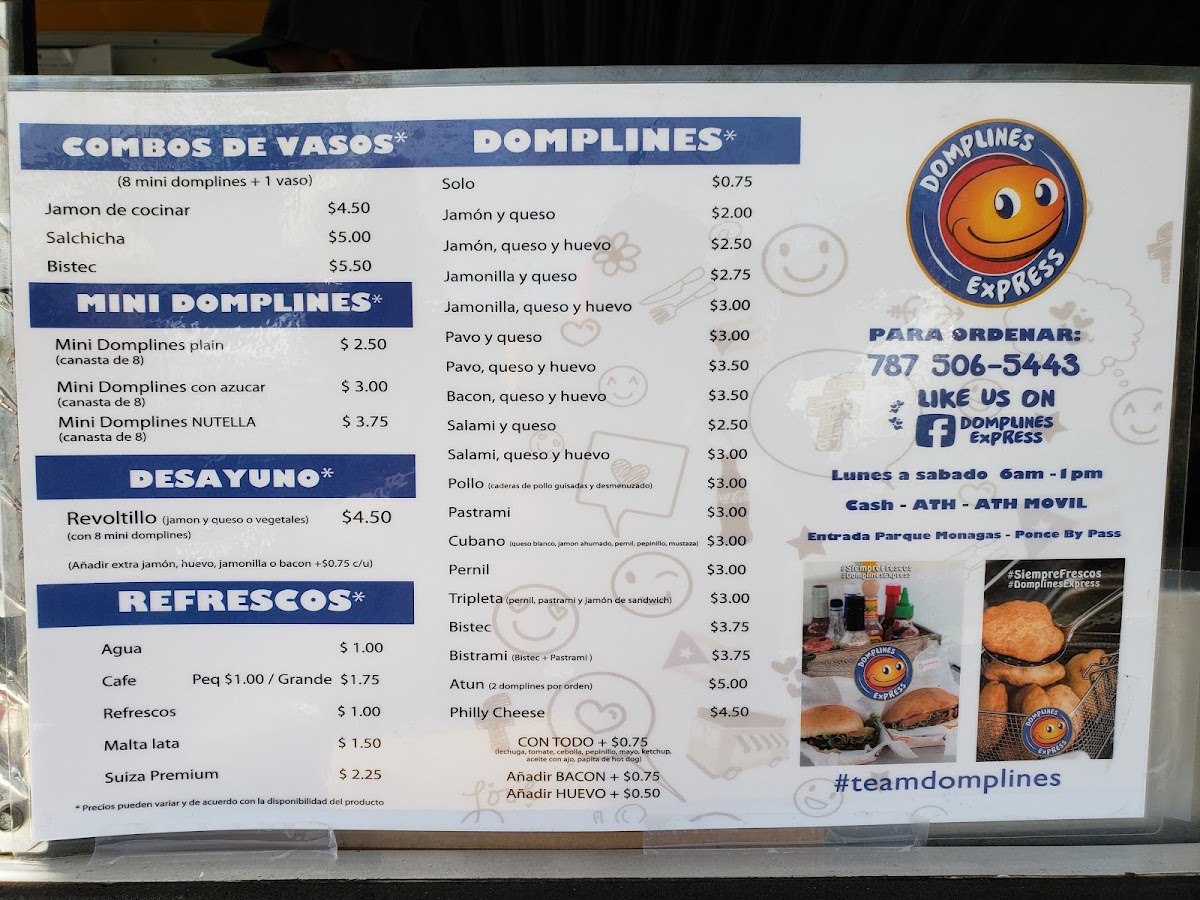 COMBOS DE VASOS*
(8 mini domplines + 1 vaso)
Jamon de cocinar $4.50
Salchicha $5.00
Bistec $5.50
MINI DOMPLINES*
Mini Domplines plain $ 2.50
(canasta de 8)
Mini Domplines con azucar $ 3.00
(canasta de 8)
Mini Domplines NUTELLA $ 3.75
(canasta de 8)
DESAYUNO*
Revoltillo (jamon y queso o vegetales) $4.50
(con 8 mini domplines)
(Añadir extra jamón, huevo, jamonilla o bacon +$0.75 c/u)
REFRESCOS*
Agua $ 1.00
Cafe Peq $1.00 / Grande $1.75
Refrescos $ 1.00
Malta lata $ 1.50
Suiza Premium $ 2.25
* Precios pueden variar y de acuerdo con la disponibilidad del producto
DOMPLINES*
Solo $0.75
Jamón y queso $2.00
Jamón, queso y huevo $2.50
Jamonilla y queso $2.75
Jamonilla, queso y huevo $3.00
Pavo y queso $3.00
Pavo, queso y huevo $3.50
Bacon, queso y huevo $3.50
Salami y queso $2.50
Salami, queso y huevo $3.00
Pollo (caderas de pollo guisadas y desmenuzado) $3.00
Pastrami $3.00
Cubano (queso blanco, jamon ahumado, pernil, pepinillo, mustaza) $3.00
Pernil $3.00
Tripleta (pernil, pastrami y jamón de sandwich) $3.00
Bistec $3.75
Bistrami (Bistec + Pastrami ) $3.75
Atun (2 domplines por orden) $5.00
Philly Cheese $4.50
CON TODO + $0.75
(lechuga, tomate, cebolla, pepinillo, mayo, ketchup,
aceite con ajo, papita de hot dog)
Añadir BACON + $0.75
Añadir HUEVO + $0.50
DOMPLINES
EXPRESS
PARA ORDENAR:
787 506-5443
LIKE US ON
f DOMPLINES
EXPRESS
Lunes a sabado 6am - 1pm
Cash - ATH - ATH MOVIL
Entrada Parque Monagas - Ponce By Pass
#SiempreFrescos
#DomplinesExpress
DOMPLINES
EXPRESS
#SiempreFrescos
#DomplinesExpress
DOMPLINES
EXPRESS
#teamdomplines